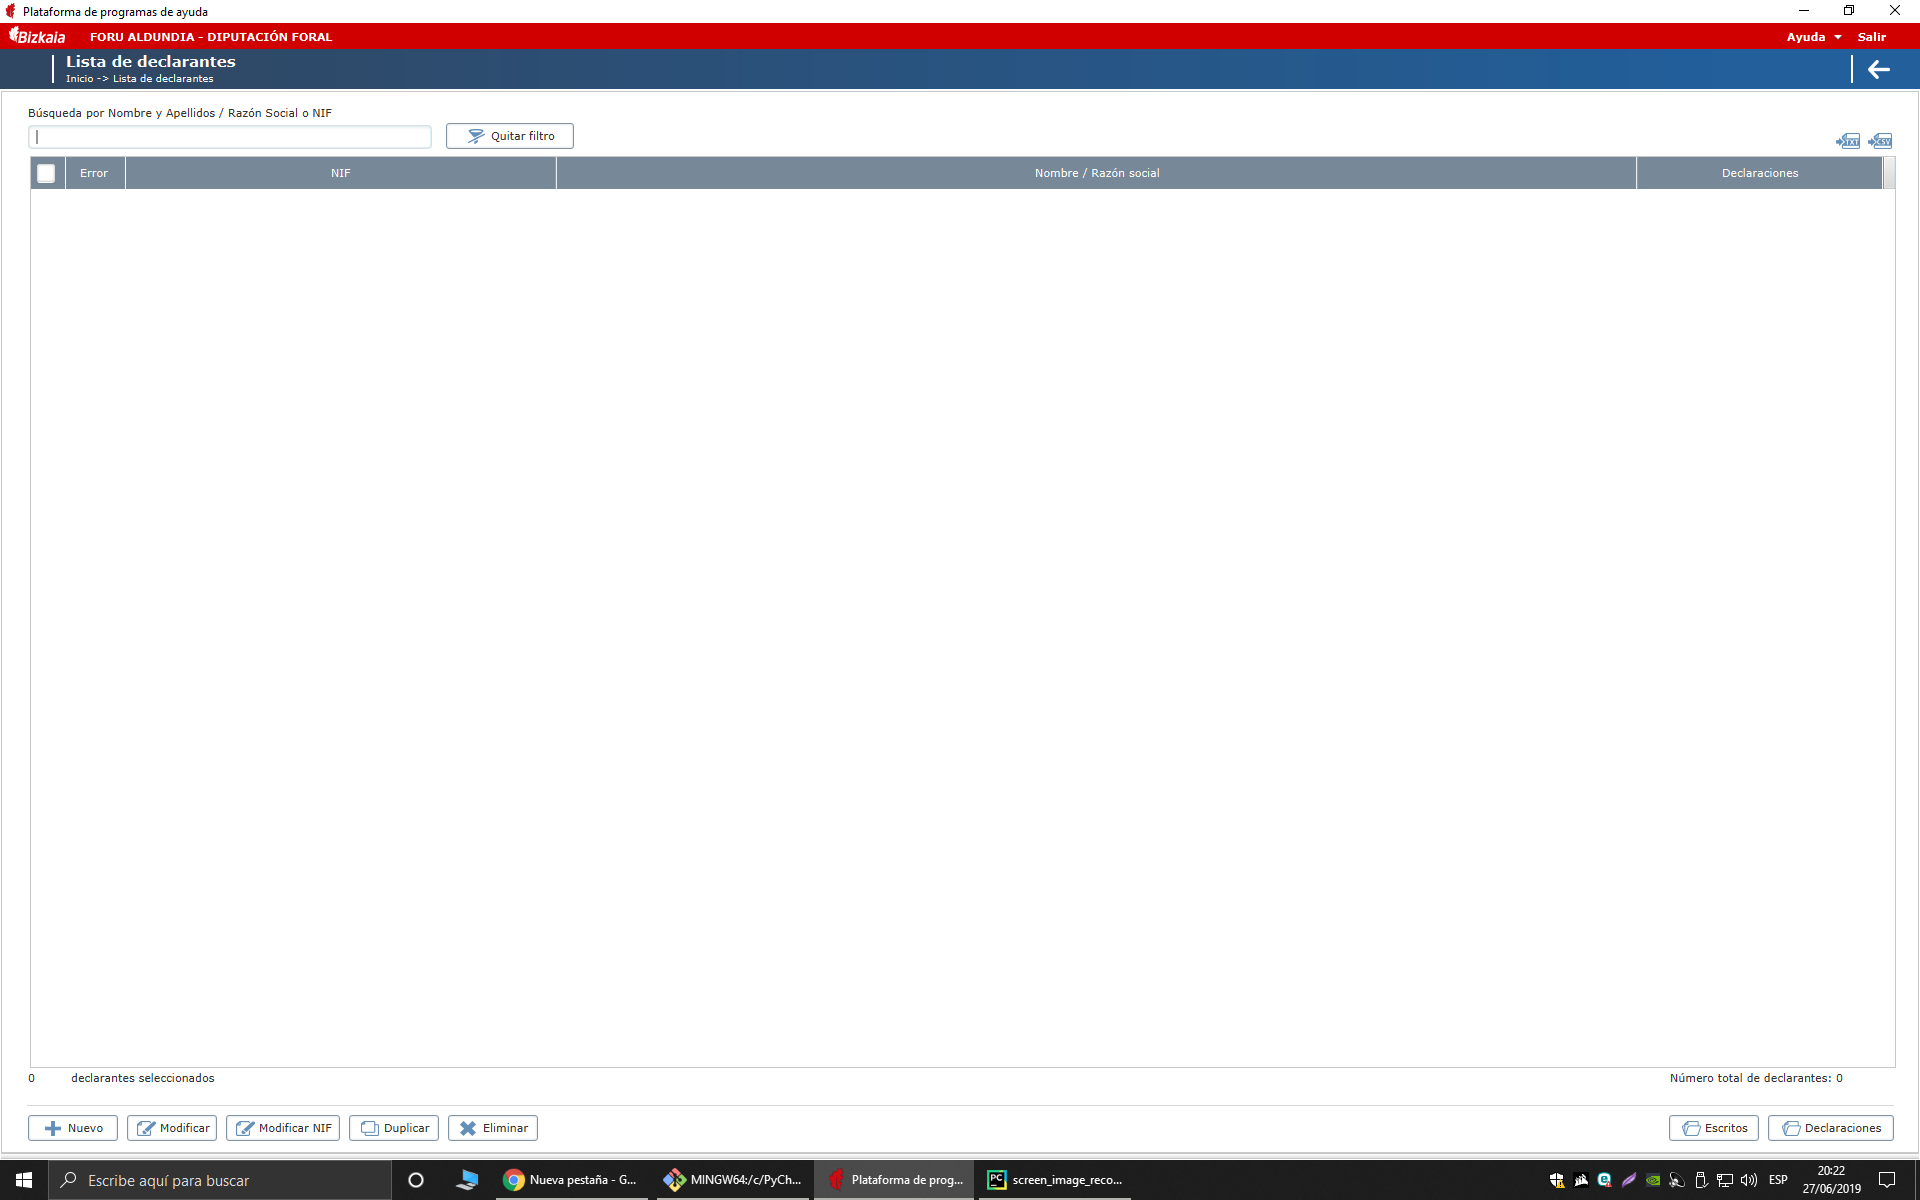 Plataforma de programas de ayuda
Bizkaia FORU ALDUNDIA - DIPUTACIÓN FORAL Ayuda Salir
Lista de declarantes
Inicio -> Lista de declarantes
Búsqueda por Nombre y Apellidos / Razón Social o NIF
Quitar filtro TXT CSV
Error NIF Nombre / Razón social Declaraciones
0 declarantes seleccionados Número total de declarantes: 0
Nuevo Modificar Modificar NIF Duplicar Eliminar Escritos Declaraciones
Escribe aquí para buscar Nueva pestaña - G... MINGW64:/c/PyCh... Plataforma de prog... PC screen_image_reco... ESP 20:22
27/06/2019